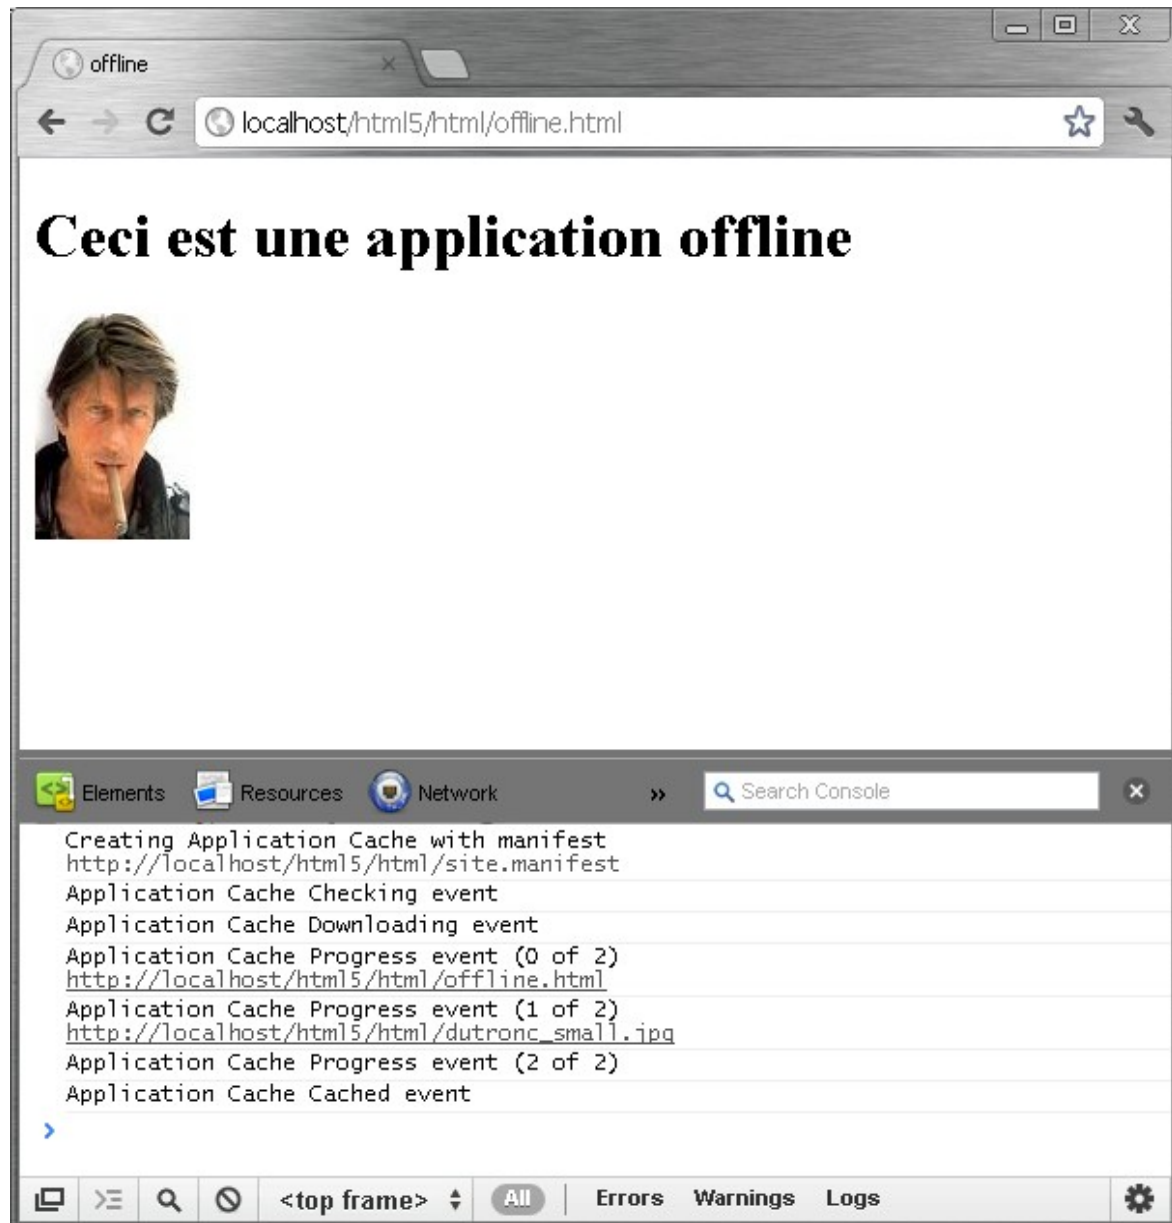 offline
localhost/html5/html/offline.html
Ceci est une application offline
Elements Resources Network » Search Console
Creating Application Cache with manifest
http://localhost/html5/html/site.manifest
Application Cache Checking event
Application Cache Downloading event
Application Cache Progress event (0 of 2)
http://localhost/html5/html/offline.html
Application Cache Progress event (1 of 2)
http://localhost/html5/html/dutronc_small.jpg
Application Cache Progress event (2 of 2)
Application Cache Cached event
<top frame> All Errors Warnings Logs